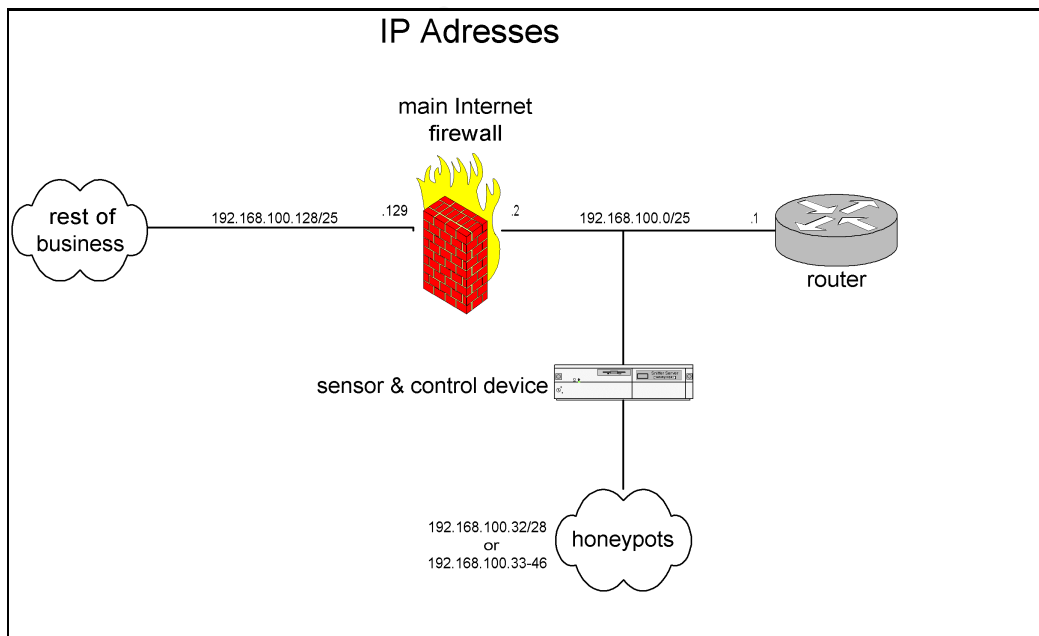 IP Adresses
main Internet
firewall
rest of
business
192.168.100.128/25
.129
.2
192.168.100.0/25
.1
router
sensor & control device
192.168.100.32/28
or
192.168.100.33-46
honeypots